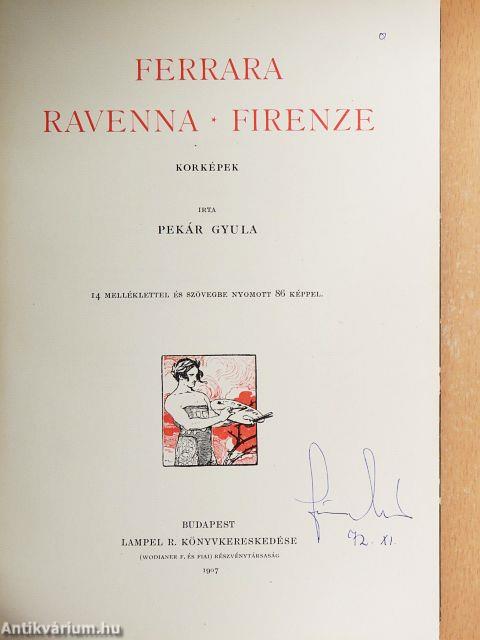 FERRARA
RAVENNA * FIRENZE
KORKÉPEK
IRTA
PEKÁR GYULA
14 MELLÉKLETTEL ÉS SZÖVEGBE NYOMOTT 86 KÉPPEL.
BUDAPEST
LAMPEL R. KÖNYVKERESKEDÉSE
(WODIANER F. ÉS FIAI) RÉSZVÉNYTÁRSASÁG
1907
72. XI.
Antikvárium.hu